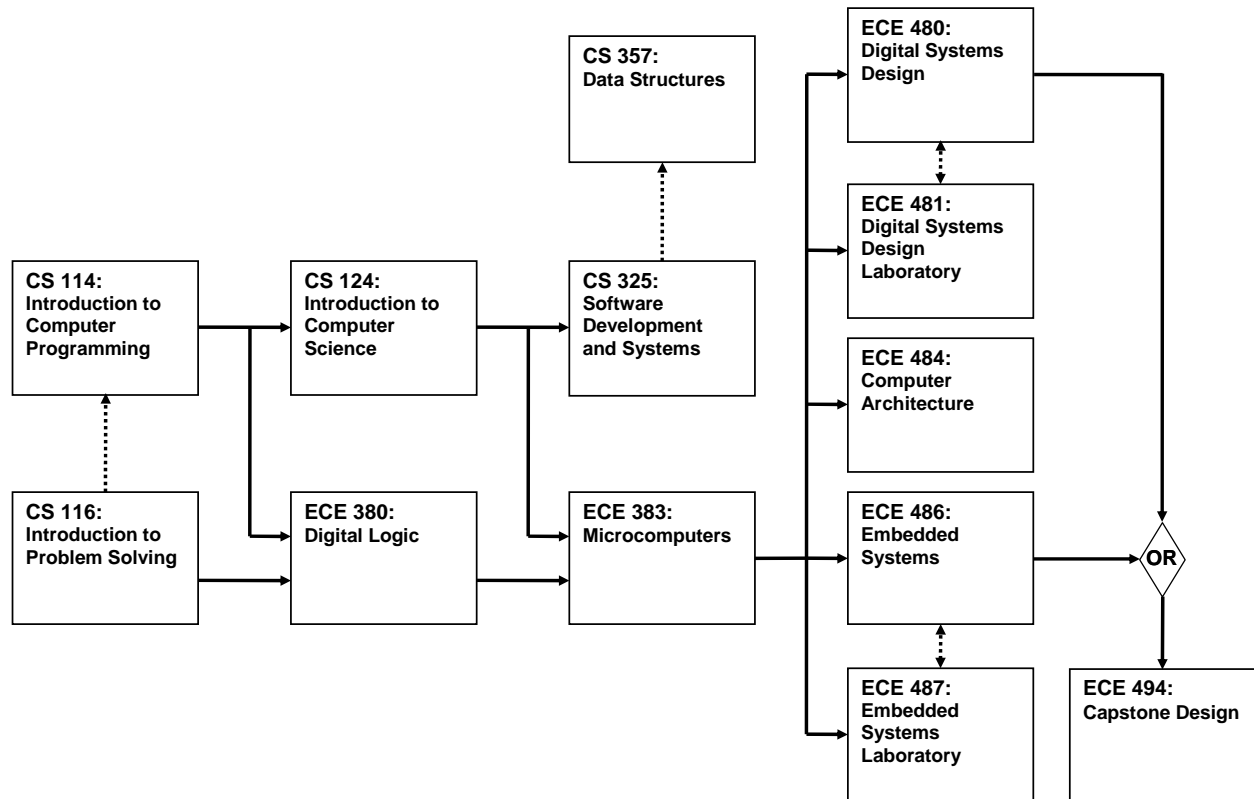 CS 357:
Data Structures
ECE 480:
Digital Systems
Design
ECE 481:
Digital Systems
Design
Laboratory
CS 114:
Introduction to
Computer
Programming
CS 124:
Introduction to
Computer
Science
CS 325:
Software
Development
and Systems
ECE 484:
Computer
Architecture
CS 116:
Introduction to
Problem Solving
ECE 380:
Digital Logic
ECE 383:
Microcomputers
ECE 486:
Embedded
Systems
OR
ECE 487:
Embedded
Systems
Laboratory
ECE 494:
Capstone Design